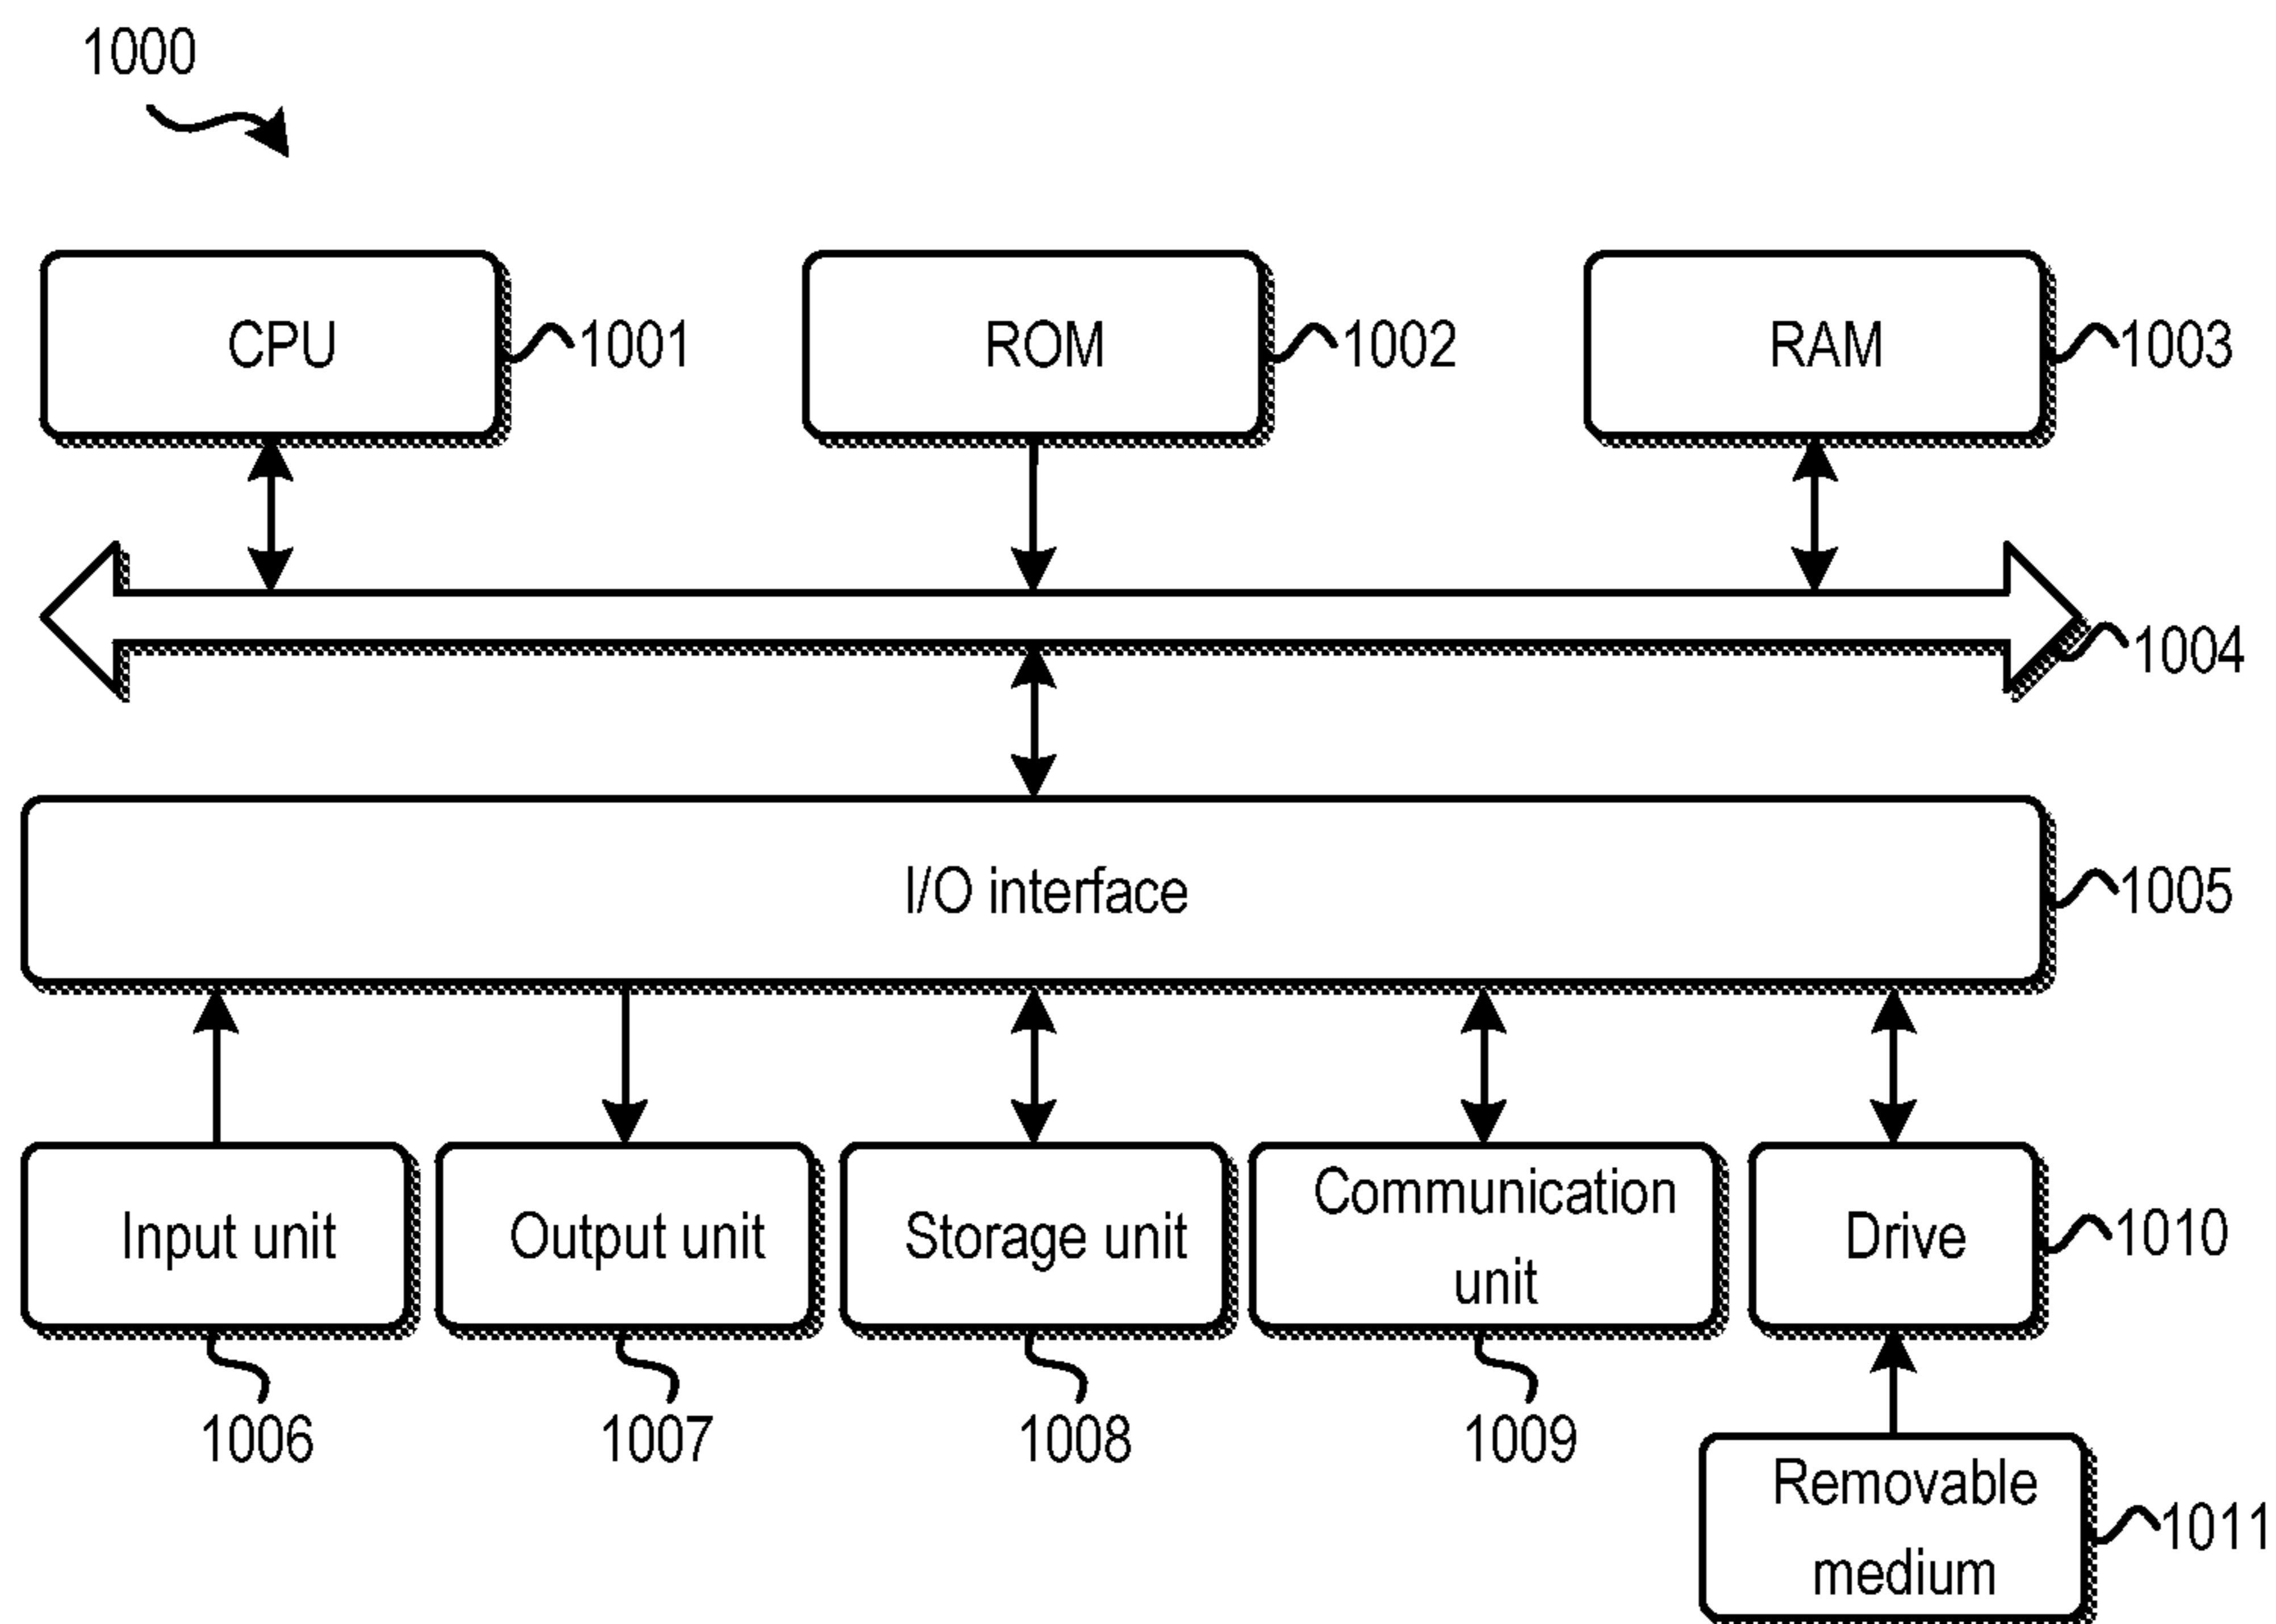 1000
CPU
1001
ROM
1002
RAM
1003
1004
I/O interface
1005
Input unit
Output unit
Storage unit
Communication
unit
Drive
1010
1006
1007
1008
1009
Removable
medium
1011